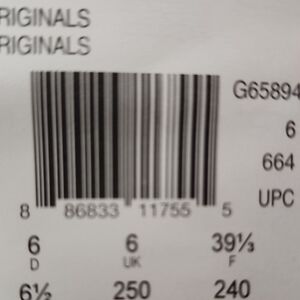 RIGINALS
RIGINALS
G65894
6
664
UPC
8 86833 11755 5
6 6 39⅓
D UK F
6½ 250 240